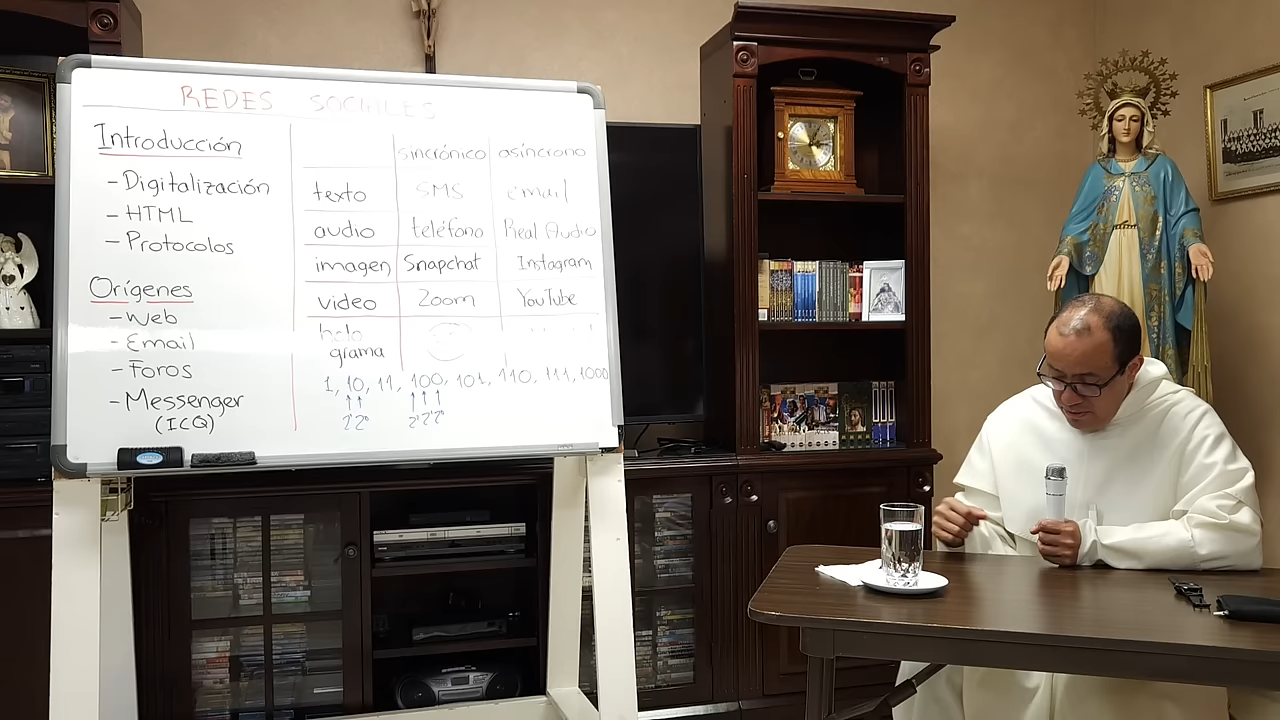 REDES SOCIALES
Introducción
- Digitalización
- HTML
- Protocolos
Orígenes
- Web
- Email
- Foros
- Messenger
(ICQ)
sincrónico asíncrono
texto SMS email
audio teléfono Real Audio
imagen Snapchat Instagram
video Zoom YouTube
holo
grama
1, 10, 11, 100, 101, 110, 111, 1000